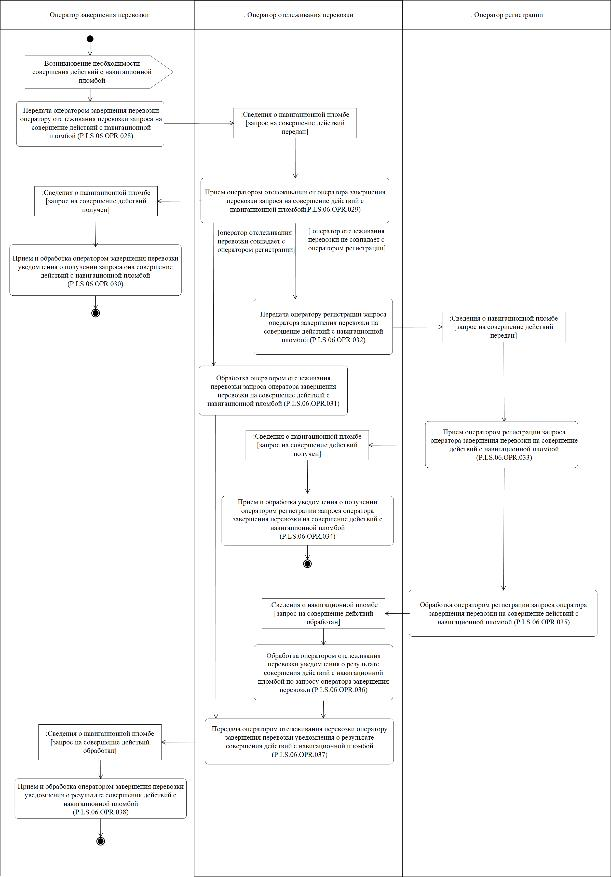 Оператор завершения перевозки
Оператор отслеживания перевозки
Оператор регистрации
Возникновение необходимости
совершения действий с навигационной
пломбой
Передача оператором завершения перевозки
оператору отслеживания перевозки запроса на
совершение действий с навигационной
пломбой (P.LS.06.OPR.028)
:Сведения о навигационной пломбе
[запрос на совершение действий
передан]
Прием оператором отслеживания от оператора завершения
перевозки запроса на совершение действий с
навигационной пломбой(P.LS.06.OPR.029)
:Сведения о навигационной пломбе
[запрос на совершение действий
получен]
Прием и обработка оператором завершения перевозки
уведомления о получении запроса она совершение
действий с навигационной пломбой
(P.LS.06.OPR.030)
[оператор отслеживания
перевозки совпадает с
оператором регистрации]
[оператор отслеживания
перевозки не совпадает с
оператором регистрации]
Передача оператору регистрации запроса
оператора завершения перевозки на
совершение действий с навигационной
пломбой (P.LS.06.OPR.032)
:Сведения о навигационной пломбе
[запрос на совершение действий
передан]
Обработка оператором отслеживания
перевозки запроса оператора завершения
перевозки на совершение действий с
навигационной пломбой (P.LS.06.OPR.031)
Прием оператором регистрации запроса
оператора завершения перевозки на совершение
действий с навигационной пломбой
(P.LS.06.OPR.033)
:Сведения о навигационной пломбе
[запрос на совершение действий
получен]
Прием и обработка уведомления о получении
оператором регистрации запроса оператора
завершения перевозки на совершение действий с
навигационной пломбой
(P.LS.06.OPR.034)
Обработка оператором регистрации запроса оператора
завершения перевозки на совершение действий с
навигационной пломбой (P.LS.06.OPR.035)
:Сведения о навигационной пломбе
[запрос на совершение действий
обработан]
Обработка оператором отслеживания
перевозки уведомления о результате
совершения действий с навигационной
пломбой по запросу оператора завершения
перевозки (P.LS.06.OPR.036)
Передача оператором отслеживания перевозки оператору
завершения перевозки уведомления о результате
совершения действий с навигационной пломбой
(P.LS.06.OPR.037)
:Сведения о навигационной пломбе
[запрос на совершения действий
обработан]
Прием и обработка оператором завершения перевозки
уведомления о результате совершения действий с
навигационной пломбой
(P.LS.06.OPR.038)